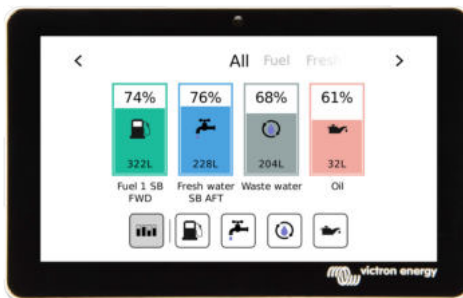 All Fuel Fresh
74% 76% 68% 61%
322L 228L 204L 32L
Fuel 1 SB Fresh water Waste water Oil
FWD SB AFT
victron energy